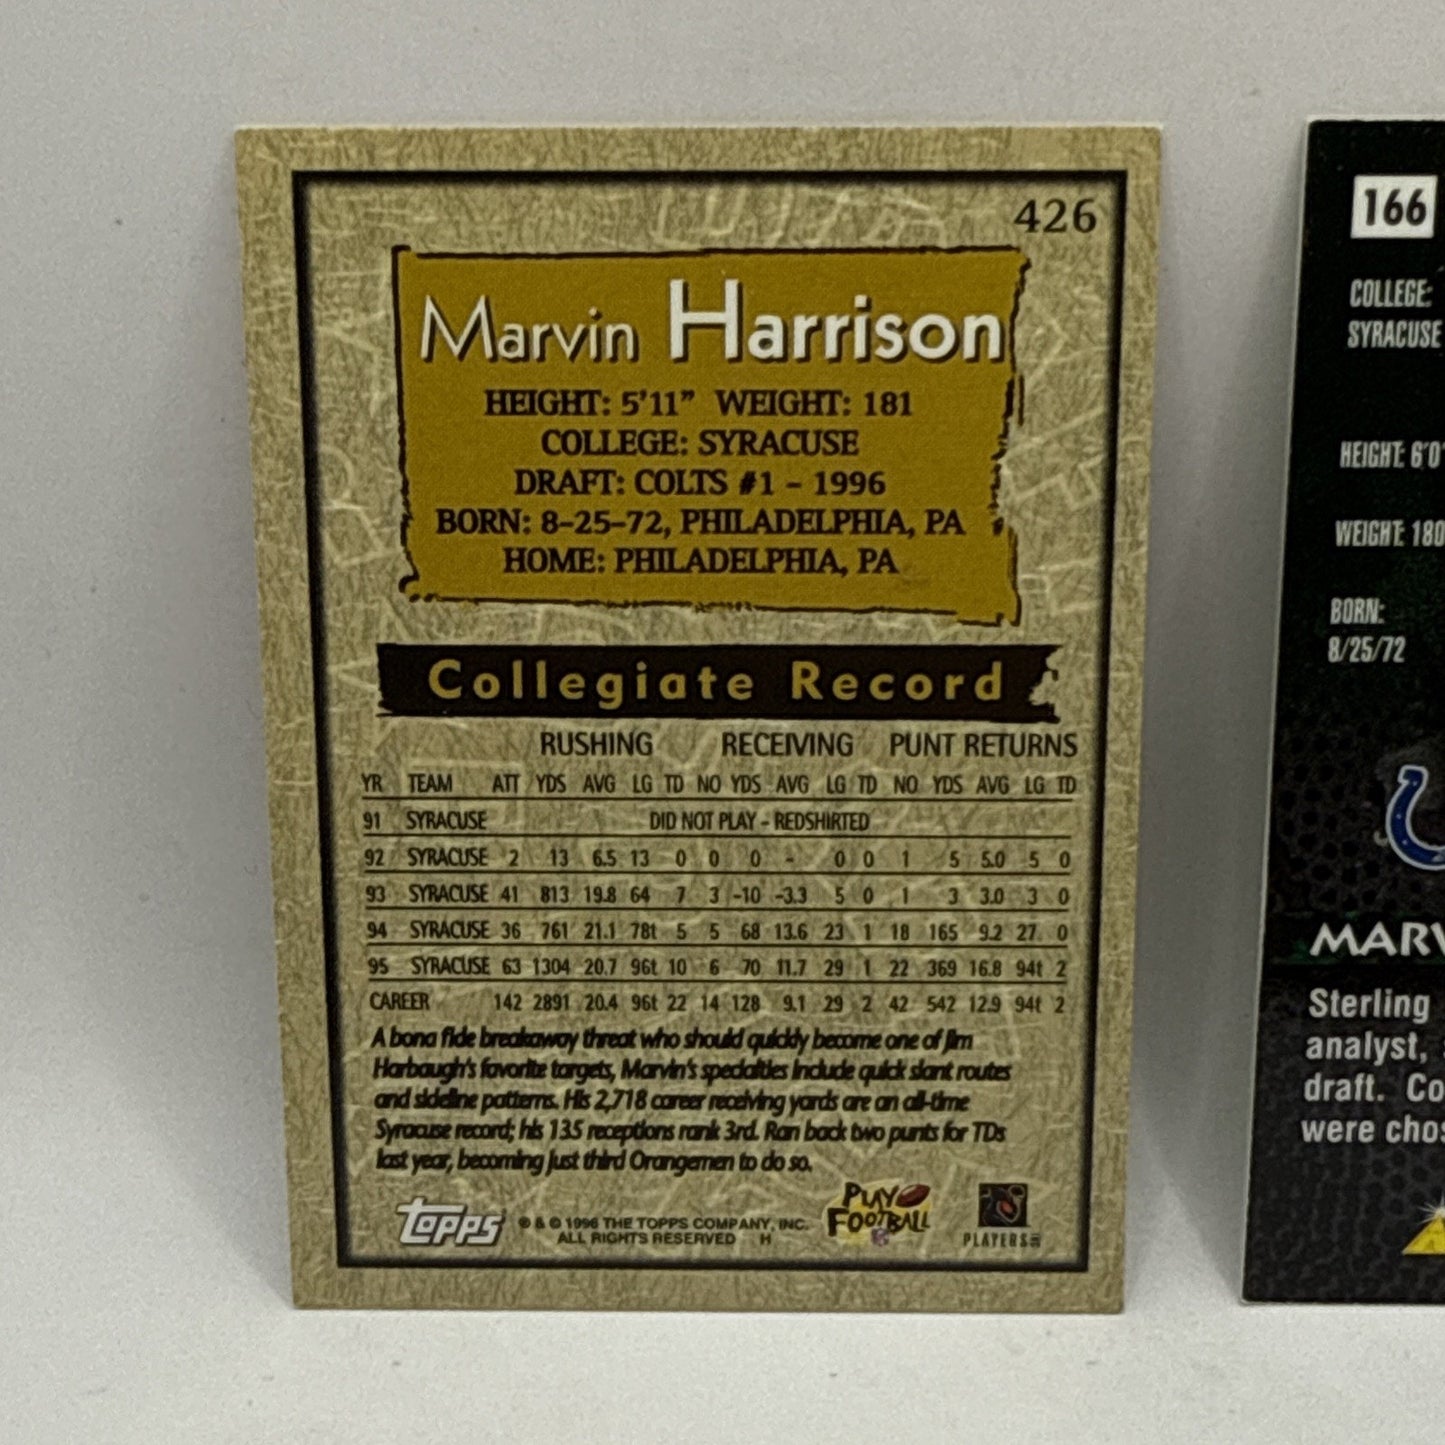 426
Marvin Harrison
HEIGHT: 5'11" WEIGHT: 181
COLLEGE: SYRACUSE
DRAFT: COLTS #1 - 1996
BORN: 8-25-72, PHILADELPHIA, PA
HOME: PHILADELPHIA, PA
Collegiate Record
RUSHING RECEIVING PUNT RETURNS
YR TEAM ATT YDS AVG LG TD NO YDS AVG LG TD NO YDS AVG LG TD
91 SYRACUSE DID NOT PLAY - REDSHIRTED
92 SYRACUSE 2 13 6.5 13 0 0 0 - 0 0 1 5 5.0 5 0
93 SYRACUSE 41 813 19.8 64 7 3 -10 -3.3 5 0 1 3 3.0 3 0
94 SYRACUSE 36 761 21.1 78t 5 5 68 13.6 23 1 18 165 9.2 27 0
95 SYRACUSE 63 1304 20.7 96t 10 6 70 11.7 29 1 22 369 16.8 94t 2
CAREER 142 2891 20.4 96t 22 14 128 9.1 29 2 42 542 12.9 94t 2
A bona fide breakaway threat who should quickly become one of Jim
Harbaugh's favorite targets, Marvin's specialties include quick slant routes
and sideline patterns. His 2,718 career receiving yards are an all-time
Syracuse record; his 135 receptions rank 3rd. Ran back two punts for TDs
last year, becoming just third Orangemen to do so.
topps
® & © 1996 THE TOPPS COMPANY, INC.
ALL RIGHTS RESERVED H
PLAY
FOOTBALL
PLAYERS INC
166
COLLEGE:
SYRACUSE
HEIGHT: 6'0"
WEIGHT: 180
BORN:
8/25/72
MARV
Sterling
analyst,
draft. Co
were chos